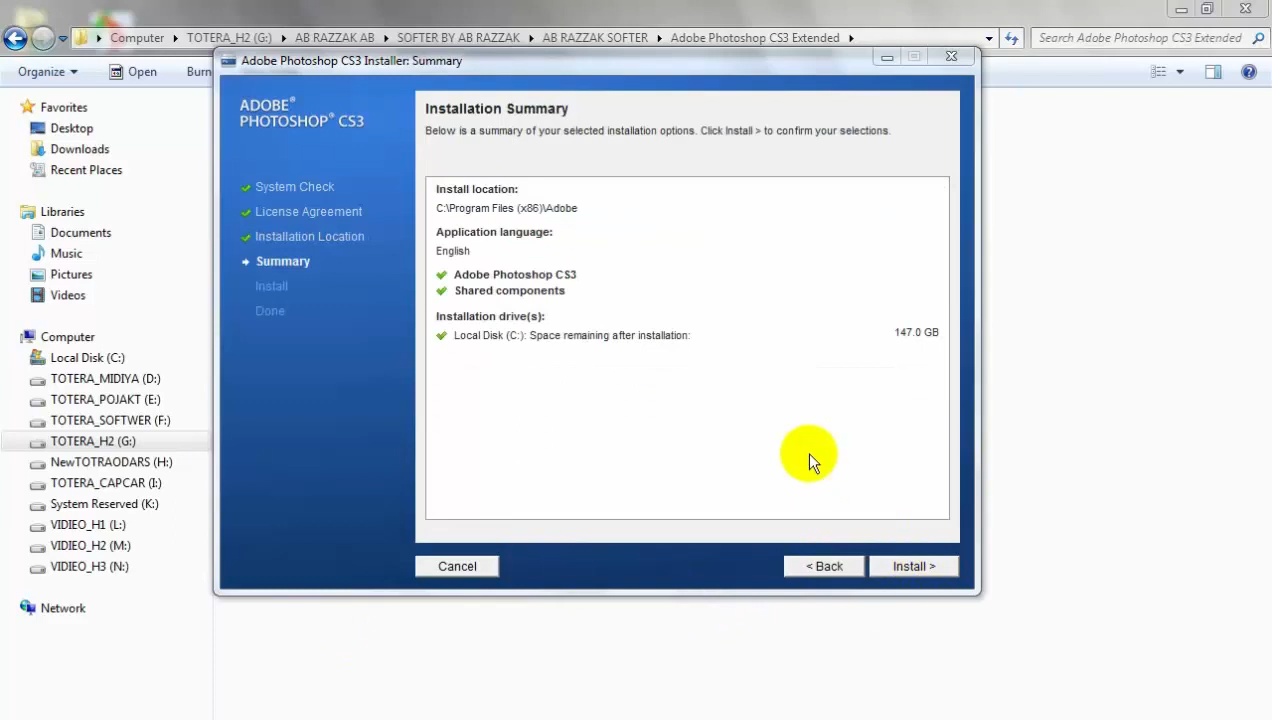 Computer ▸ TOTERA_H2 (G:) ▸ AB RAZZAK AB ▸ SOFTER BY AB RAZZAK ▸ AB RAZZAK SOFTER ▸ Adobe Photoshop CS3 Extended ▸
Search Adobe Photoshop CS3 Extended
Organize Open Burn
Favorites
Desktop
Downloads
Recent Places
Libraries
Documents
Music
Pictures
Videos
Computer
Local Disk (C:)
TOTERA_MIDIYA (D:)
TOTERA_POJAKT (E:)
TOTERA_SOFTWER (F:)
TOTERA_H2 (G:)
NewTOTRAODARS (H:)
TOTERA_CAPCAR (I:)
System Reserved (K:)
VIDIEO_H1 (L:)
VIDIEO_H2 (M:)
VIDIEO_H3 (N:)
Network
Adobe Photoshop CS3 Installer: Summary
ADOBE®
PHOTOSHOP® CS3
System Check
License Agreement
Installation Location
Summary
Install
Done
Installation Summary
Below is a summary of your selected installation options. Click Install > to confirm your selections.
Install location:
C:\Program Files (x86)\Adobe
Application language:
English
Adobe Photoshop CS3
Shared components
Installation drive(s):
Local Disk (C:): Space remaining after installation: 147.0 GB
Cancel < Back Install >